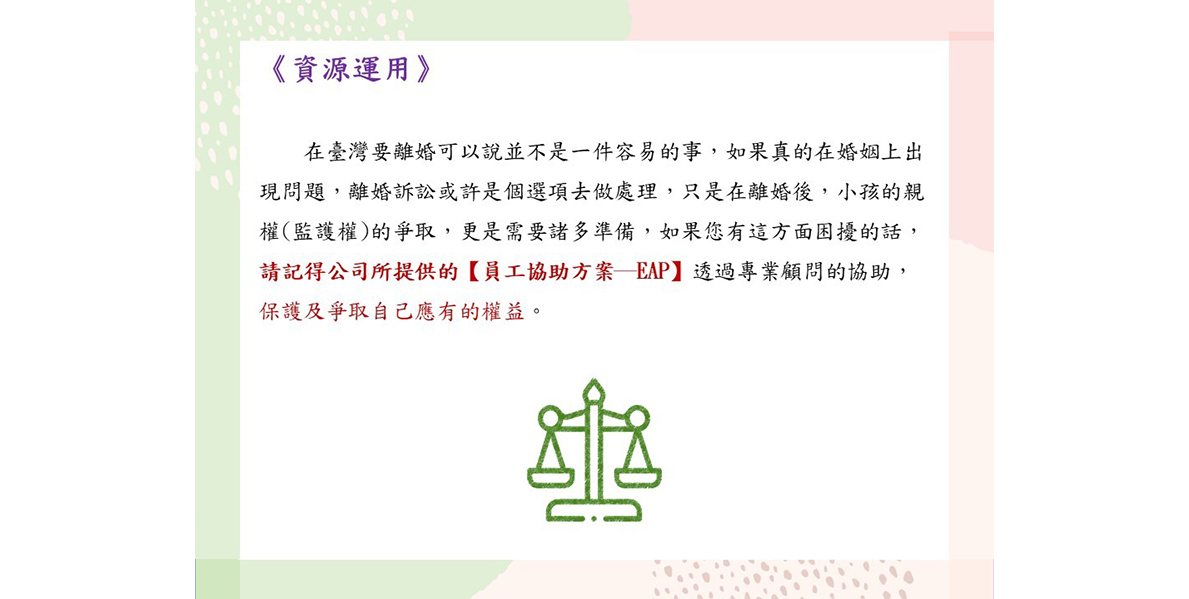 《資源運用》
在臺灣要離婚可以說並不是一件容易的事，如果真的在婚姻上出
現問題，離婚訴訟或許是個選項去做處理，只是在離婚後，小孩的親
權(監護權)的爭取，更是需要諸多準備，如果您有這方面困擾的話，
請記得公司所提供的【員工協助方案─EAP】透過專業顧問的協助，
保護及爭取自己應有的權益。